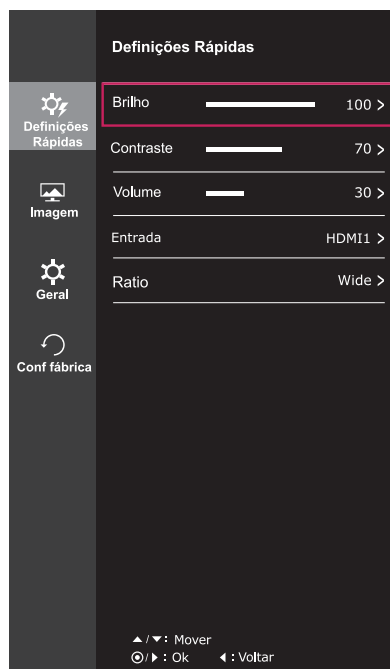 Definições Rápidas
Definições
Rápidas
Imagem
Geral
Conf fábrica
Brilho 100 >
Contraste 70 >
Volume 30 >
Entrada HDMI1 >
Ratio Wide >
▲/▼: Mover
◉/▶ : Ok ◀ : Voltar